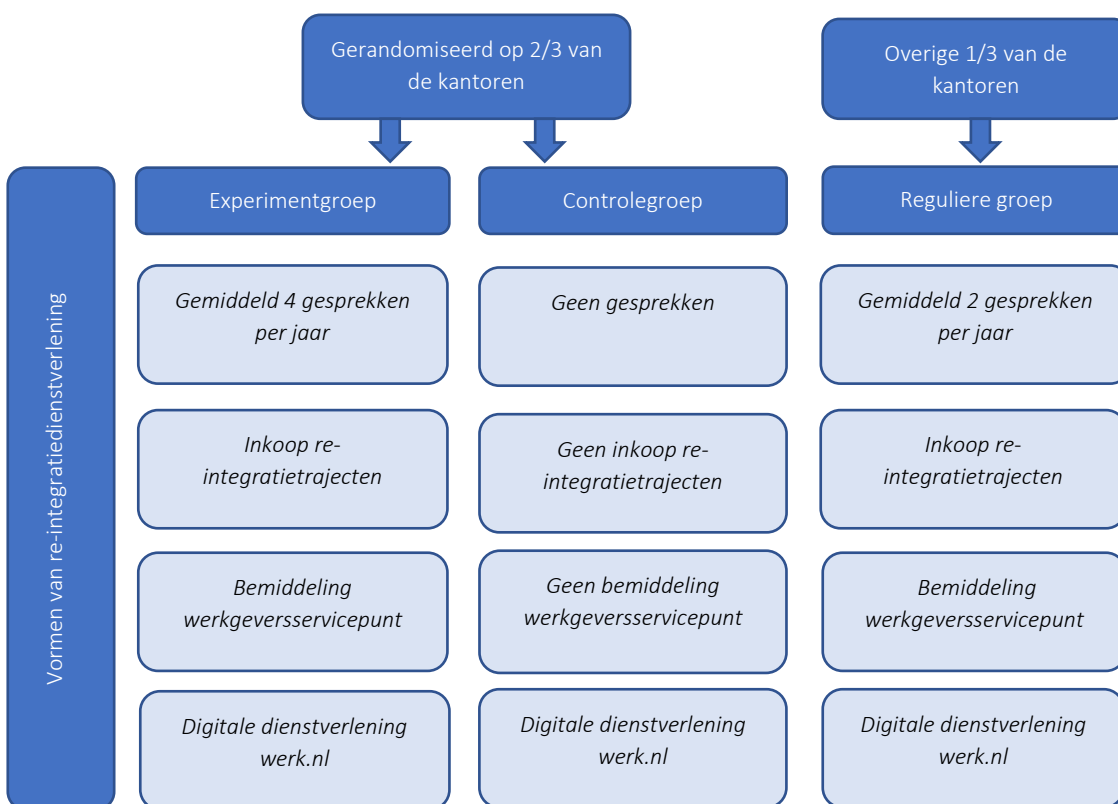 Gerandomiseerd op 2/3 van
de kantoren
Overige 1/3 van de
kantoren
Vormen van re-integratiedienstverlening
Experimentgroep
Controlegroep
Reguliere groep
Gemiddeld 4 gesprekken
per jaar
Geen gesprekken
Gemiddeld 2 gesprekken
per jaar
Inkoop re-
integratietrajecten
Geen inkoop re-
integratietrajecten
Inkoop re-
integratietrajecten
Bemiddeling
werkgeversservicepunt
Geen bemiddeling
werkgeversservicepunt
Bemiddeling
werkgeversservicepunt
Digitale dienstverlening
werk.nl
Digitale dienstverlening
werk.nl
Digitale dienstverlening
werk.nl